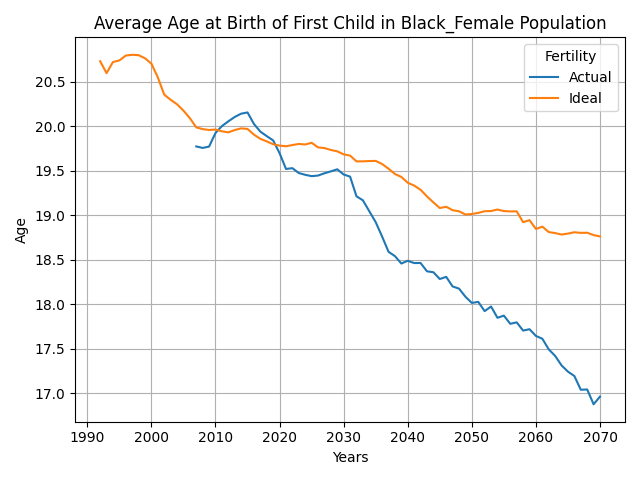 Average Age at Birth of First Child in Black_Female Population
Fertility
Actual
Ideal
Age
20.5
20.0
19.5
19.0
18.5
18.0
17.5
17.0
1990 2000 2010 2020 2030 2040 2050 2060 2070
Years